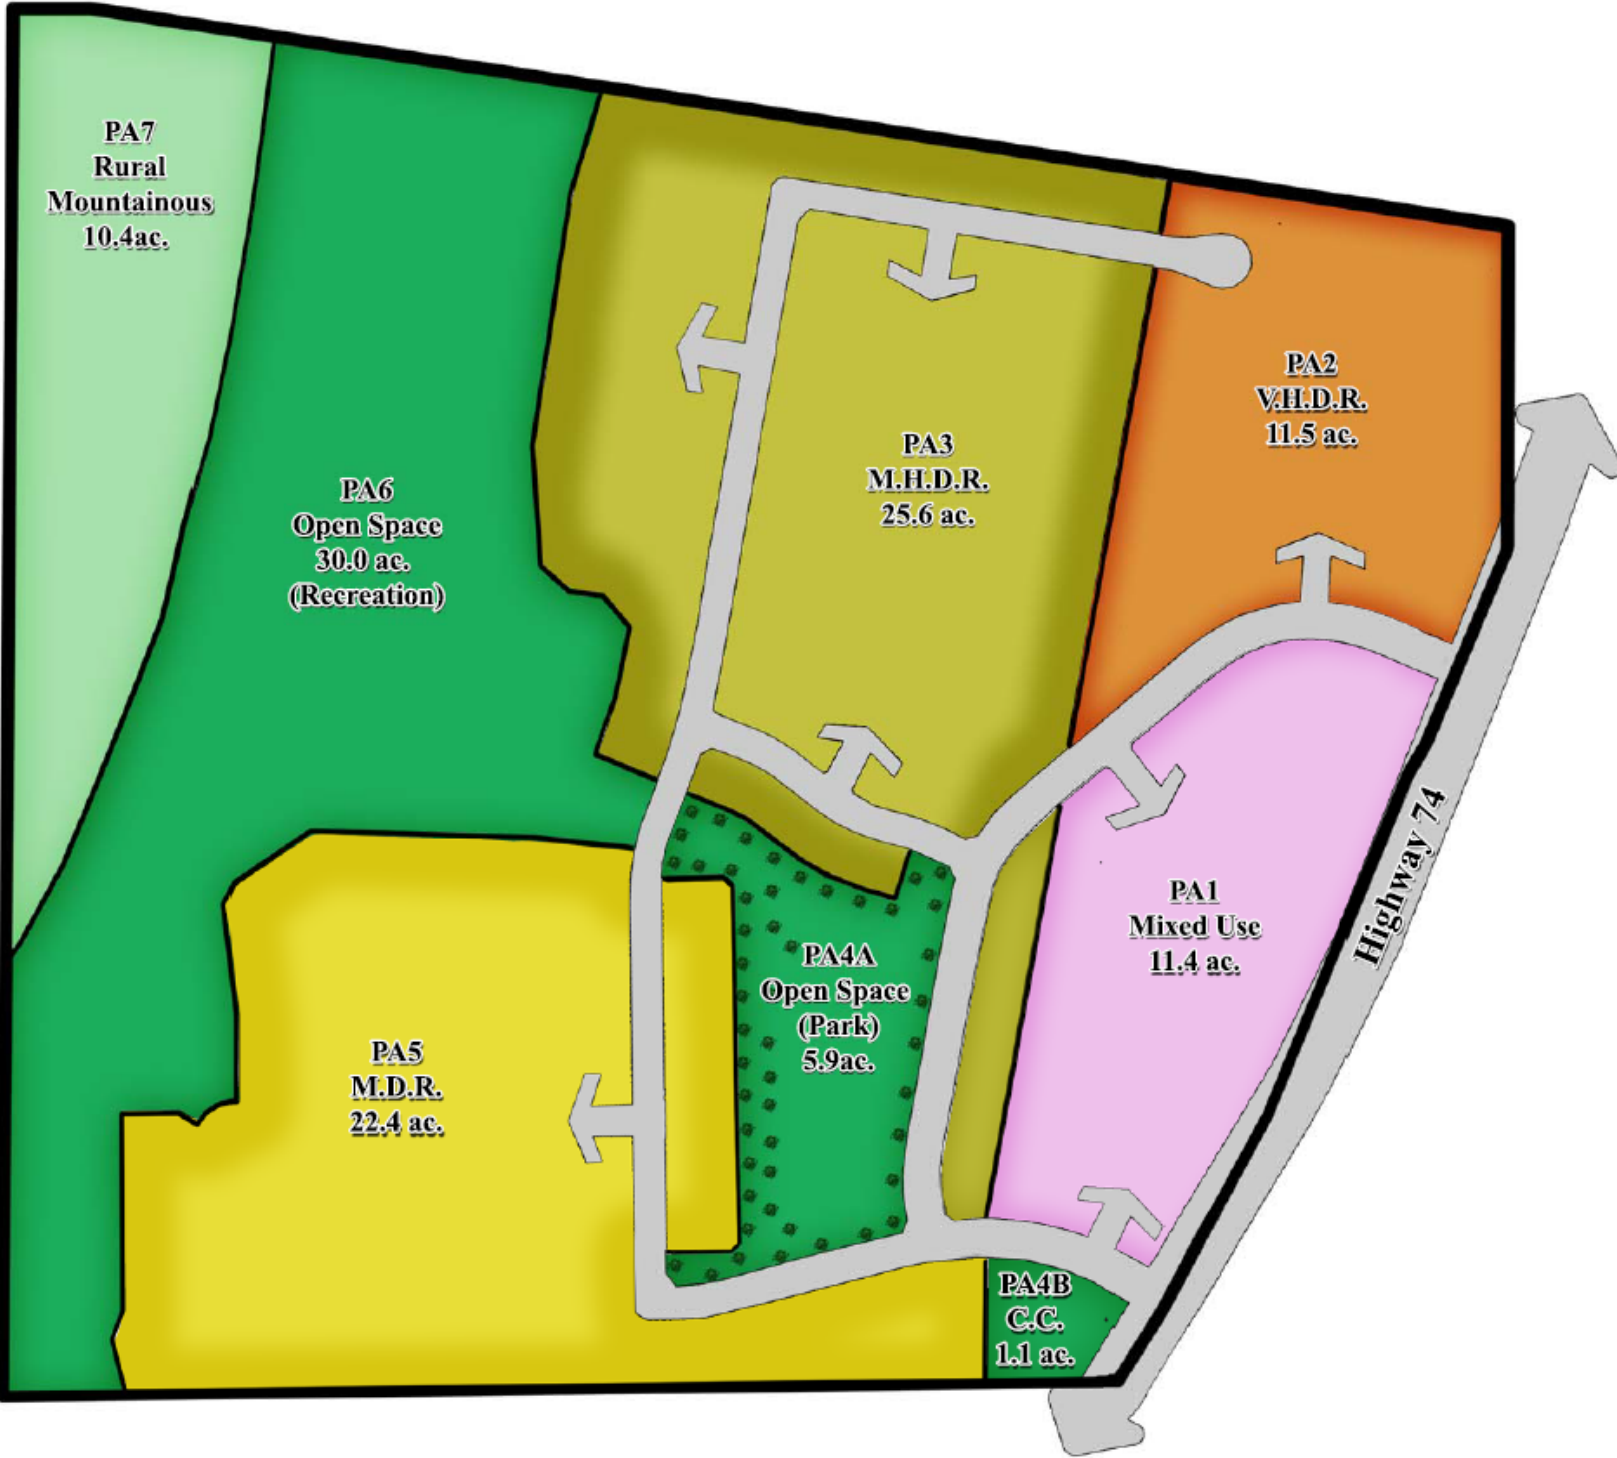 PA7
Rural
Mountainous
10.4ac.
PA6
Open Space
30.0 ac.
(Recreation)
PA3
M.H.D.R.
25.6 ac.
PA2
V.H.D.R.
11.5 ac.
PA1
Mixed Use
11.4 ac.
Highway 74
PA4A
Open Space
(Park)
5.9ac.
PA5
M.D.R.
22.4 ac.
PA4B
C.C.
1.1 ac.